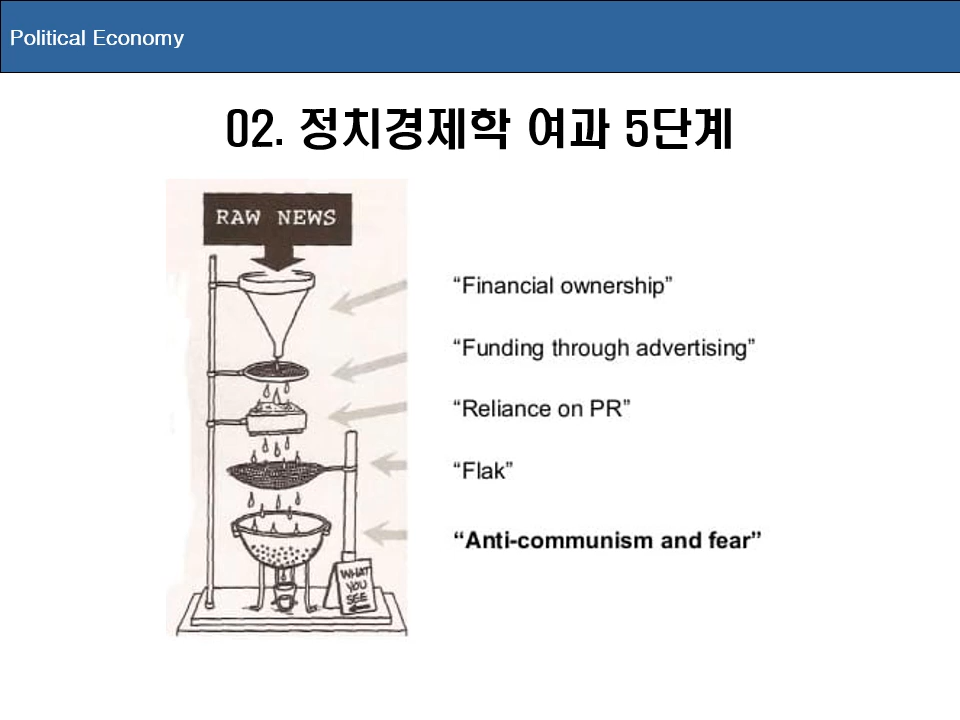 Political Economy
02. 정치경제학 여과 5단계
RAW NEWS
“Financial ownership”
“Funding through advertising”
“Reliance on PR”
“Flak”
“Anti-communism and fear”
WHAT
YOU
SEE